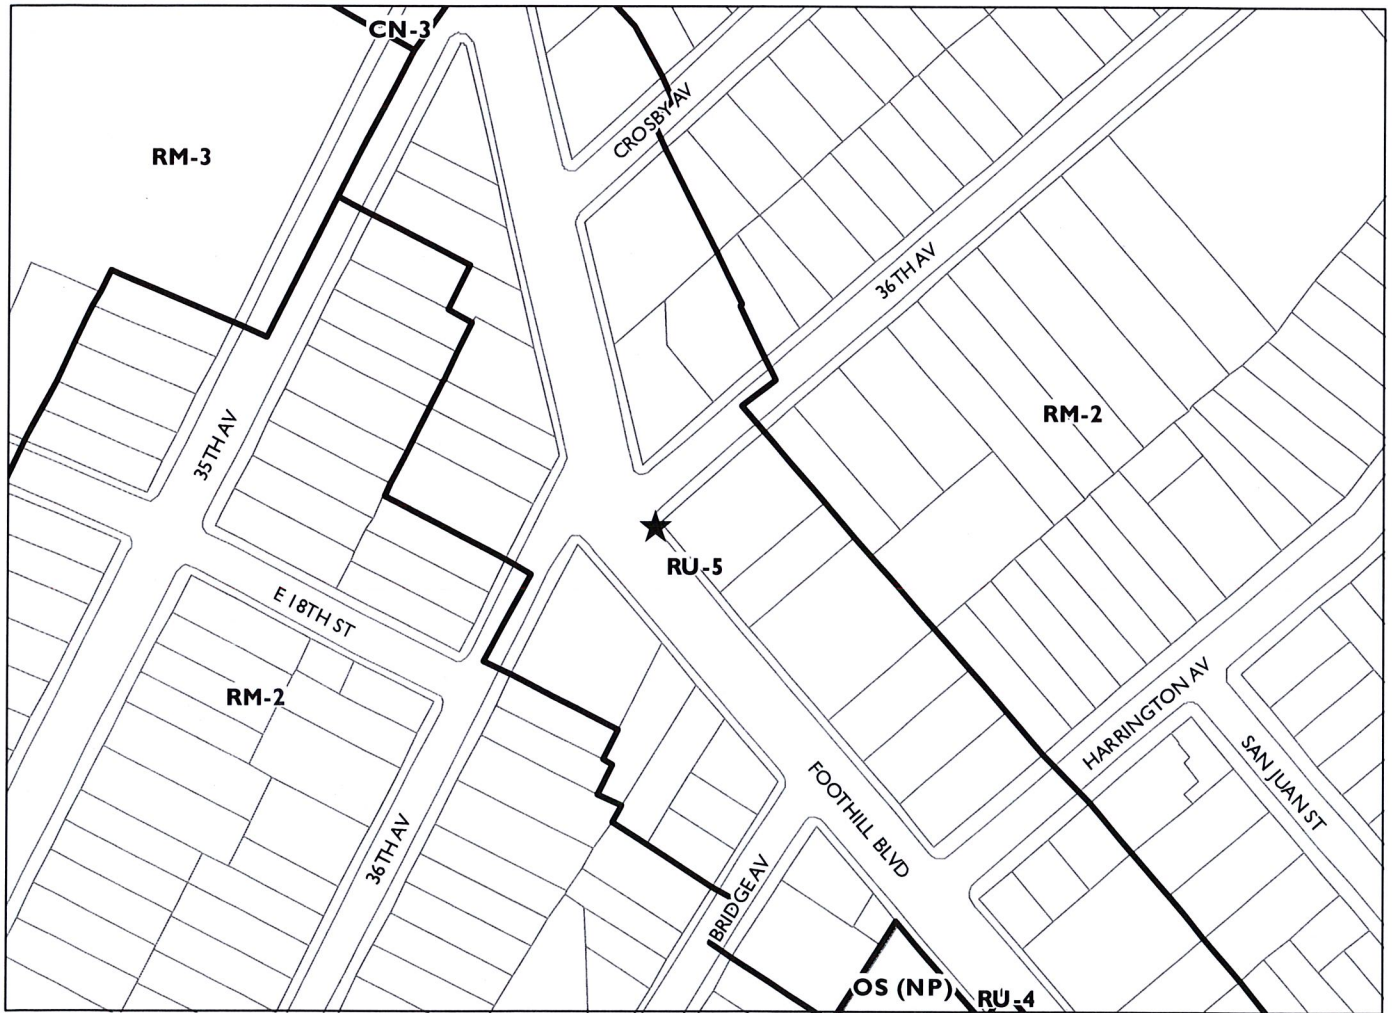 CN-3
CROSBY AV
RM-3
36TH AV
RM-2
35TH AV
RU-5
E 18TH ST
RM-2
HARRINGTON AV
SAN JUAN ST
FOOTHILL BLVD
36TH AV
BRIDGE AV
OS (NP)
RU-4